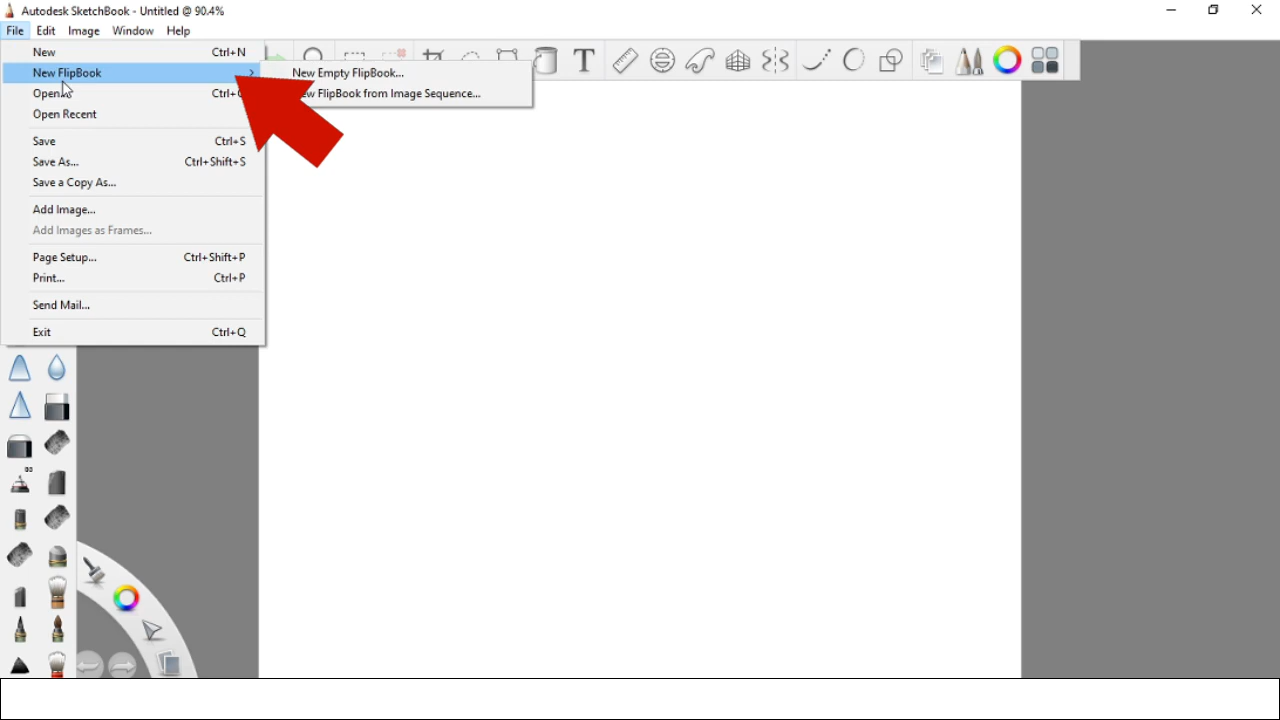 Autodesk SketchBook - Untitled @ 90.4%
File Edit Image Window Help
New Ctrl+N
New FlipBook
New Empty FlipBook...
Open
FlipBook from Image Sequence...
Open Recent
Save Ctrl+S
Save As... Ctrl+Shift+S
Save a Copy As...
Add Image...
Add Images as Frames...
Page Setup... Ctrl+Shift+P
Print... Ctrl+P
Send Mail...
Exit Ctrl+Q